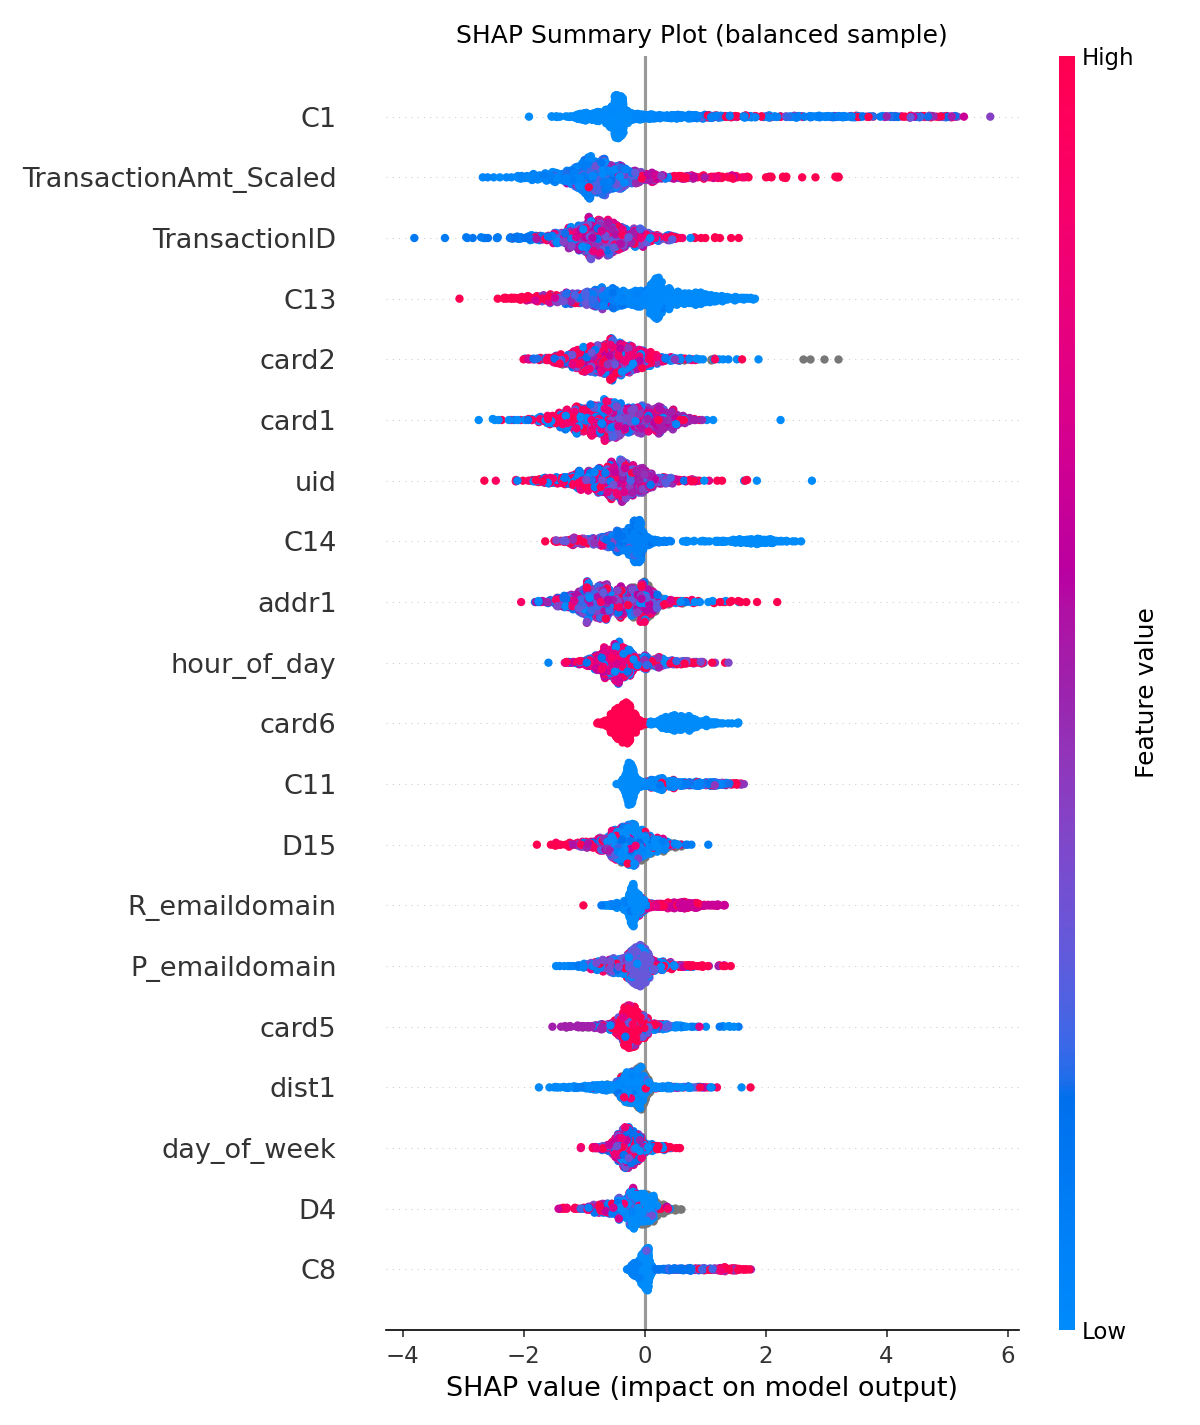 SHAP Summary Plot (balanced sample)
High
C1
TransactionAmt_Scaled
TransactionID
C13
card2
card1
uid
C14
addr1
hour_of_day
card6
C11
D15
R_emaildomain
P_emaildomain
card5
dist1
day_of_week
D4
C8
Feature value
Low
−4 −2 0 2 4 6
SHAP value (impact on model output)